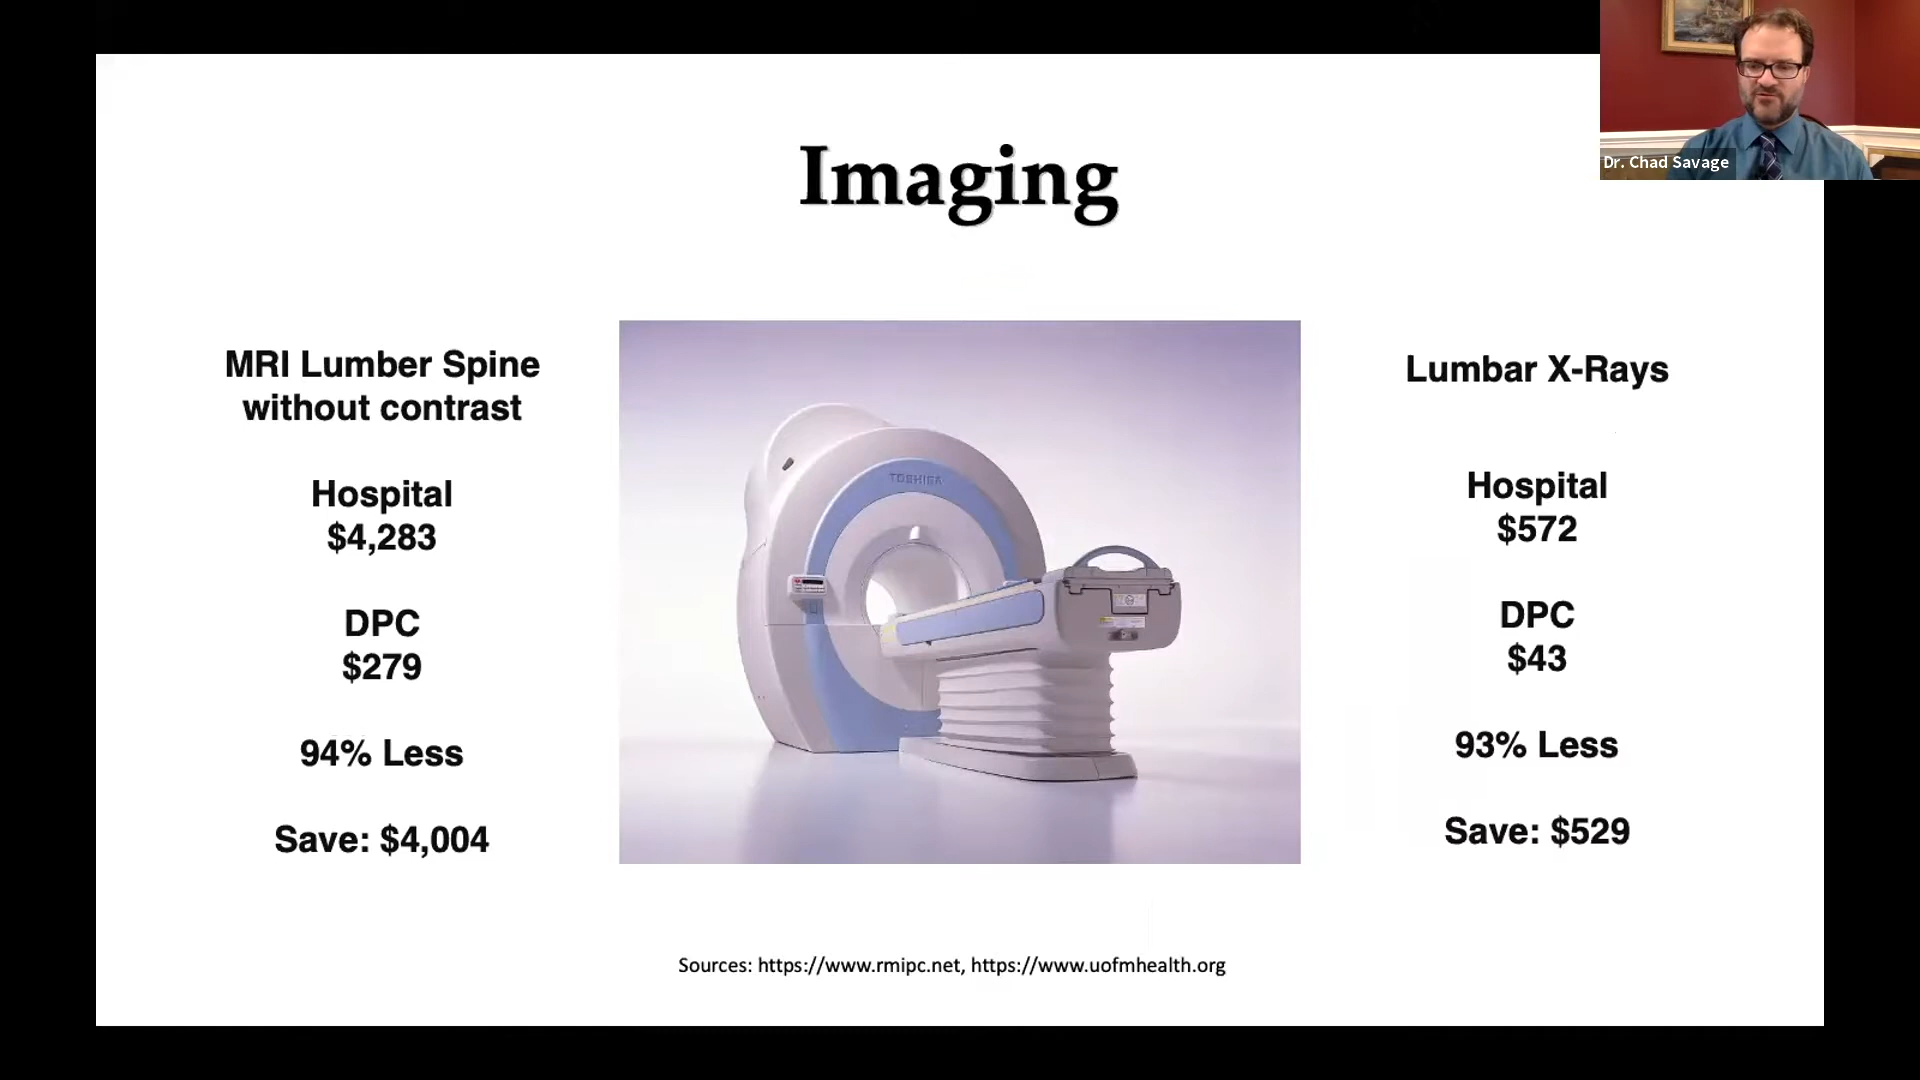 Imaging
Dr. Chad Savage
MRI Lumber Spine
without contrast
Hospital
$4,283
DPC
$279
94% Less
Save: $4,004
TOSHIBA
Lumbar X-Rays
Hospital
$572
DPC
$43
93% Less
Save: $529
Sources: https://www.rmipc.net, https://www.uofmhealth.org